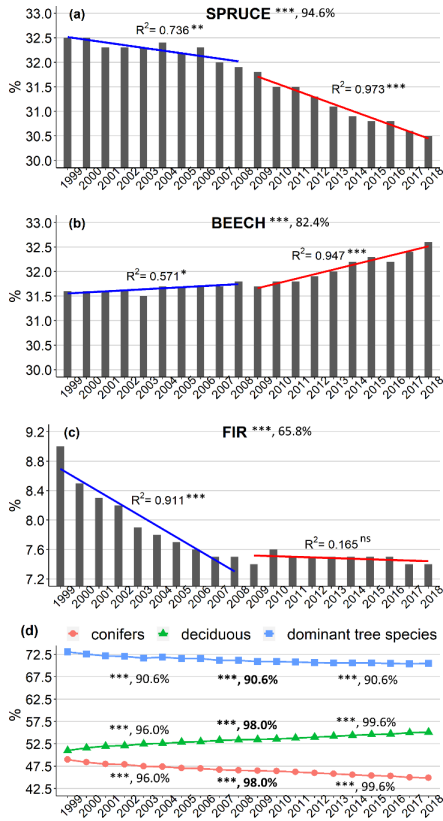 (a) SPRUCE ***, 94.6%
32.5
32.0
31.5
31.0
30.5
30.0
%
R²= 0.736 **
R²= 0.973 ***
1999 2000 2001 2002 2003 2004 2005 2006 2007 2008 2009 2010 2011 2012 2013 2014 2015 2016 2017 2018
(b) BEECH ***, 82.4%
32.5
32.0
31.5
31.0
30.5
30.0
%
R²= 0.571 *
R²= 0.947 ***
1999 2000 2001 2002 2003 2004 2005 2006 2007 2008 2009 2010 2011 2012 2013 2014 2015 2016 2017 2018
(c) FIR ***, 65.8%
9.2
8.8
8.4
8.0
7.6
7.2
%
R²= 0.911 ***
R²= 0.165 ns
1999 2000 2001 2002 2003 2004 2005 2006 2007 2008 2009 2010 2011 2012 2013 2014 2015 2016 2017 2018
(d) conifers deciduous dominant tree species
72.5
67.5
62.5
57.5
52.5
47.5
42.5
%
***, 90.6% ***, 90.6% ***, 90.6%
***, 96.0% ***, 98.0% ***, 99.6%
***, 96.0% ***, 98.0% ***, 99.6%
1999 2000 2001 2002 2003 2004 2005 2006 2007 2008 2009 2010 2011 2012 2013 2014 2015 2016 2017 2018